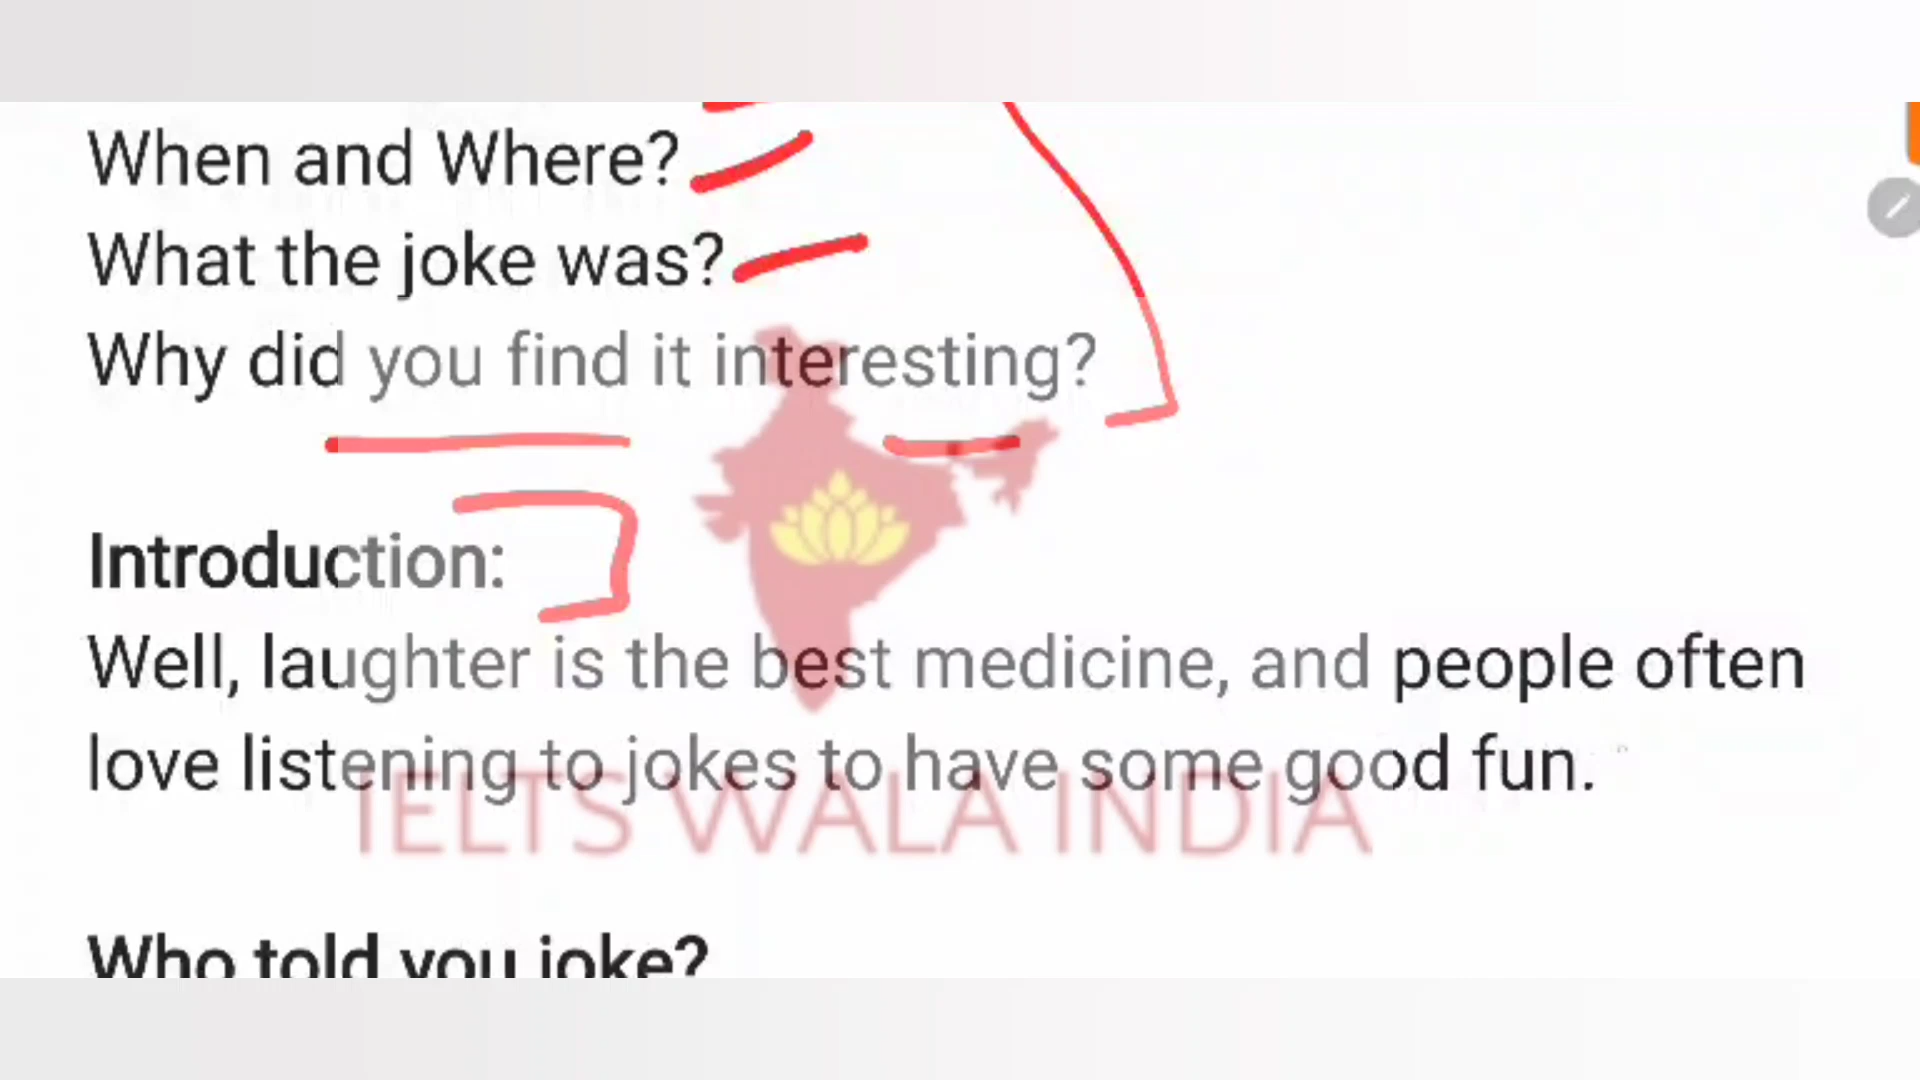 When and Where?
What the joke was?
Why did you find it interesting?
Introduction:
Well, laughter is the best medicine, and people often
love listening to jokes to have some good fun.
IELTS WALA INDIA
Who told you joke?